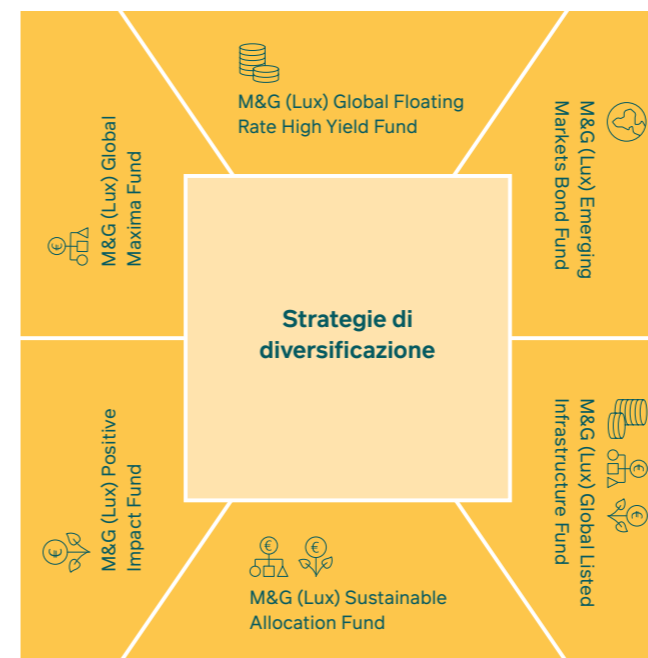 M&G (Lux) Global Floating
Rate High Yield Fund
M&G (Lux) Emerging
Markets Bond Fund
M&G (Lux) Global Listed
Infrastructure Fund
M&G (Lux) Sustainable
Allocation Fund
M&G (Lux) Positive
Impact Fund
M&G (Lux) Global
Maxima Fund
Strategie di
diversificazione